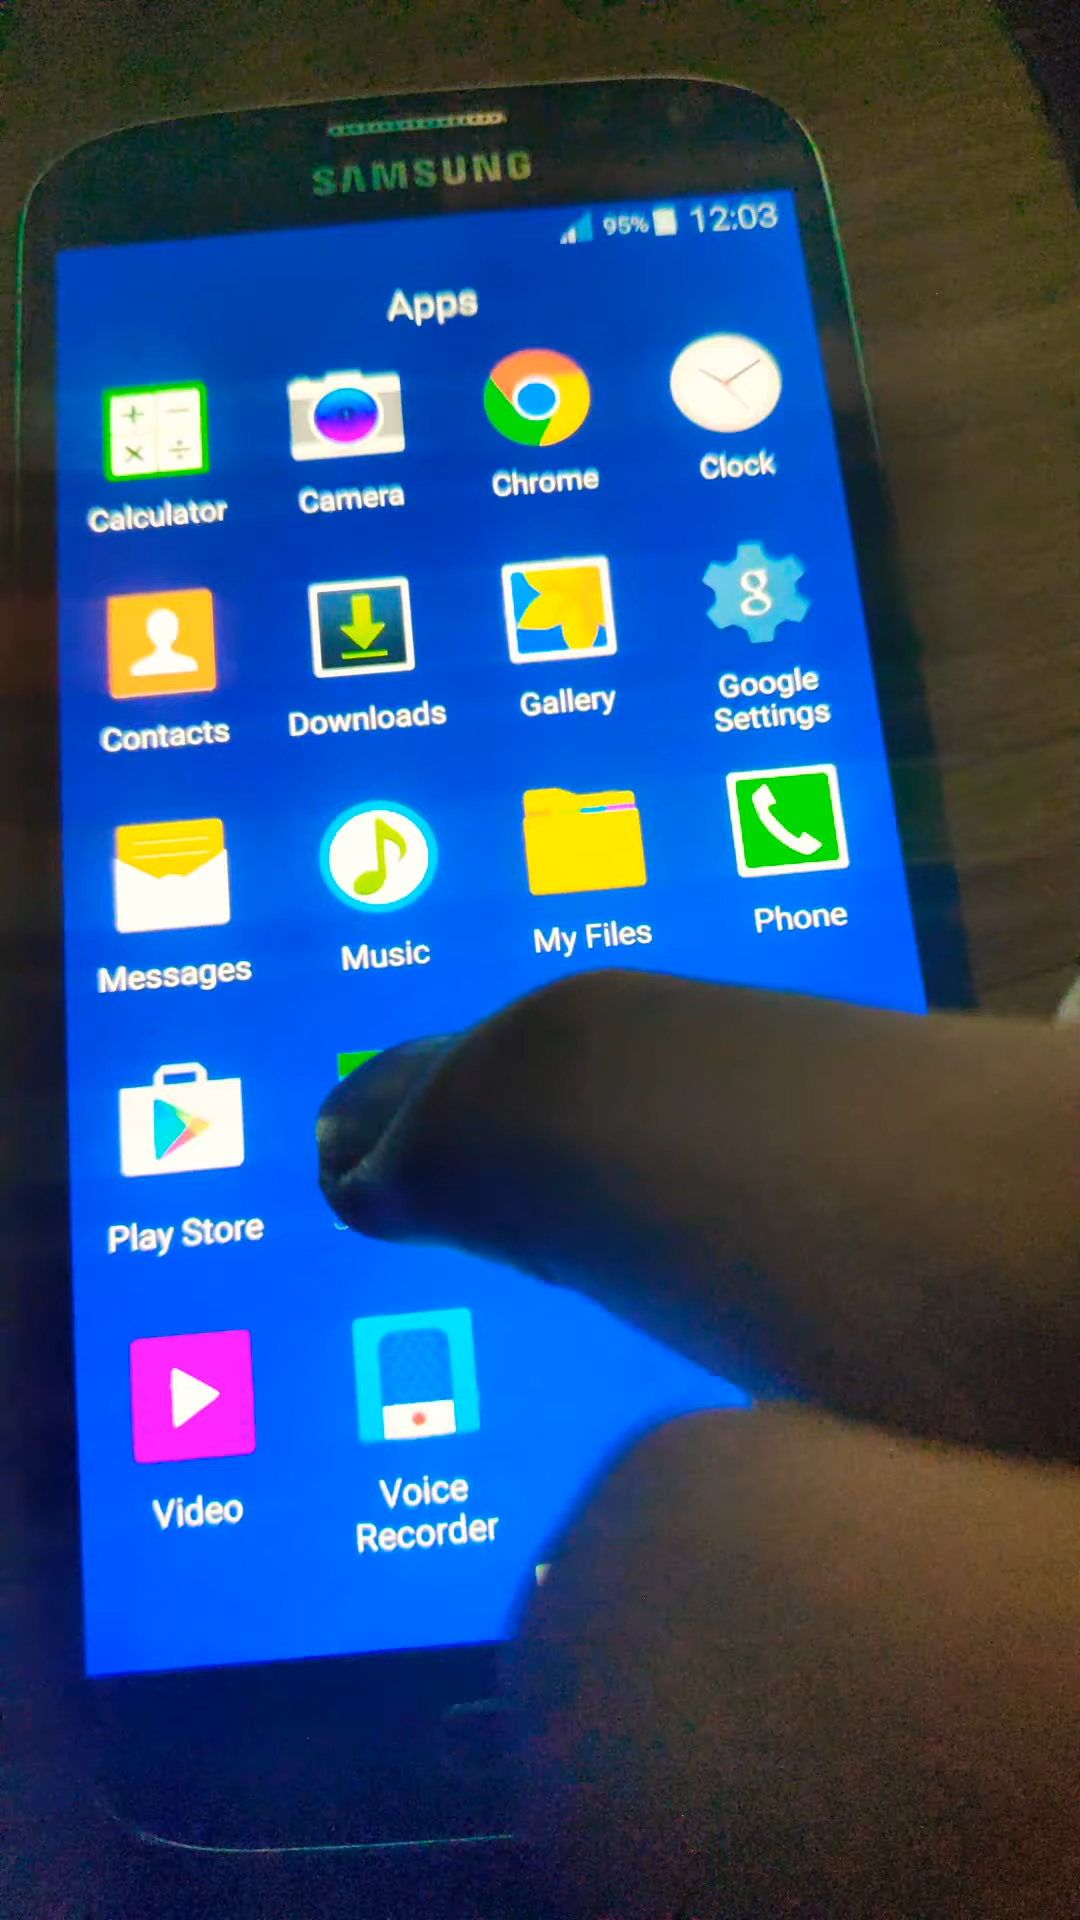 SAMSUNG
95% 12:03
Apps
Calculator
Camera
Chrome
Clock
Contacts
Downloads
Gallery
g
Google
Settings
Messages
Music
My Files
Phone
Play Store
Video
Voice
Recorder